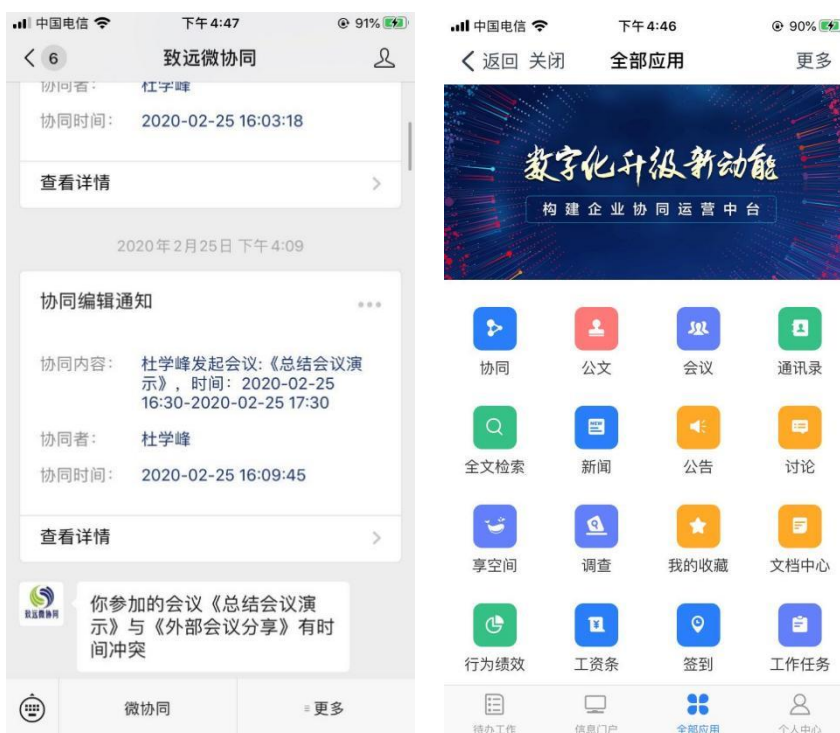 中国电信
下午4:47
91%
6
致远微协同
协同者：
杜学峰
协同时间：
2020-02-25 16:03:18
查看详情
2020年2月25日 下午4:09
协同编辑通知
协同内容：
杜学峰发起会议:《总结会议演
示》，时间：2020-02-25
16:30-2020-02-25 17:30
协同者：
杜学峰
协同时间：
2020-02-25 16:09:45
查看详情
致远微协同
你参加的会议《总结会议演
示》与《外部会议分享》有时
间冲突
微协同
更多
中国电信
下午4:46
90%
返回 关闭
全部应用
更多
数字化升级新动能
构建企业协同运营中台
协同
公文
会议
通讯录
NEW
全文检索
新闻
公告
讨论
享空间
调查
我的收藏
文档中心
行为绩效
工资条
签到
工作任务
待办工作
信息门户
全部应用
个人中心